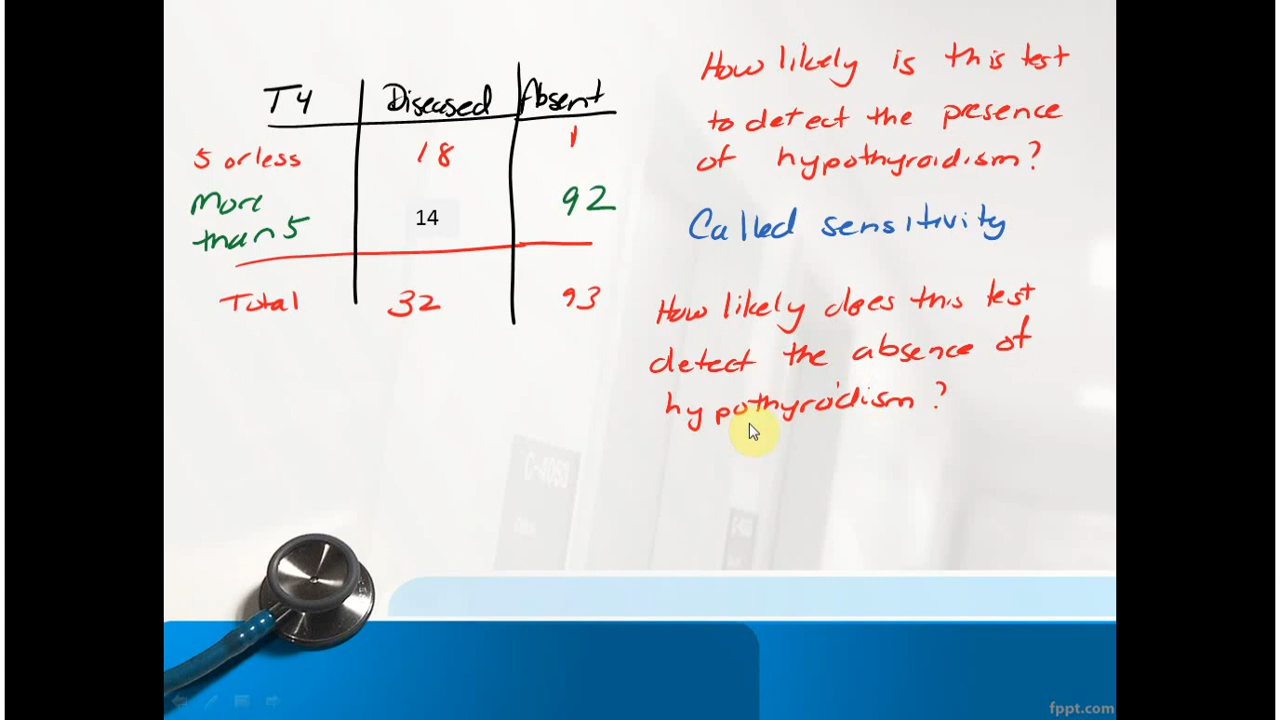 T4 Diseased Absent
5 or less 18 1
More than 5 14 92
Total 32 93
How likely is this test
to detect the presence
of hypothyroidism?
Called sensitivity
How likely does this test
detect the absence of
hypothyroidism?
C-4050
fppt.com